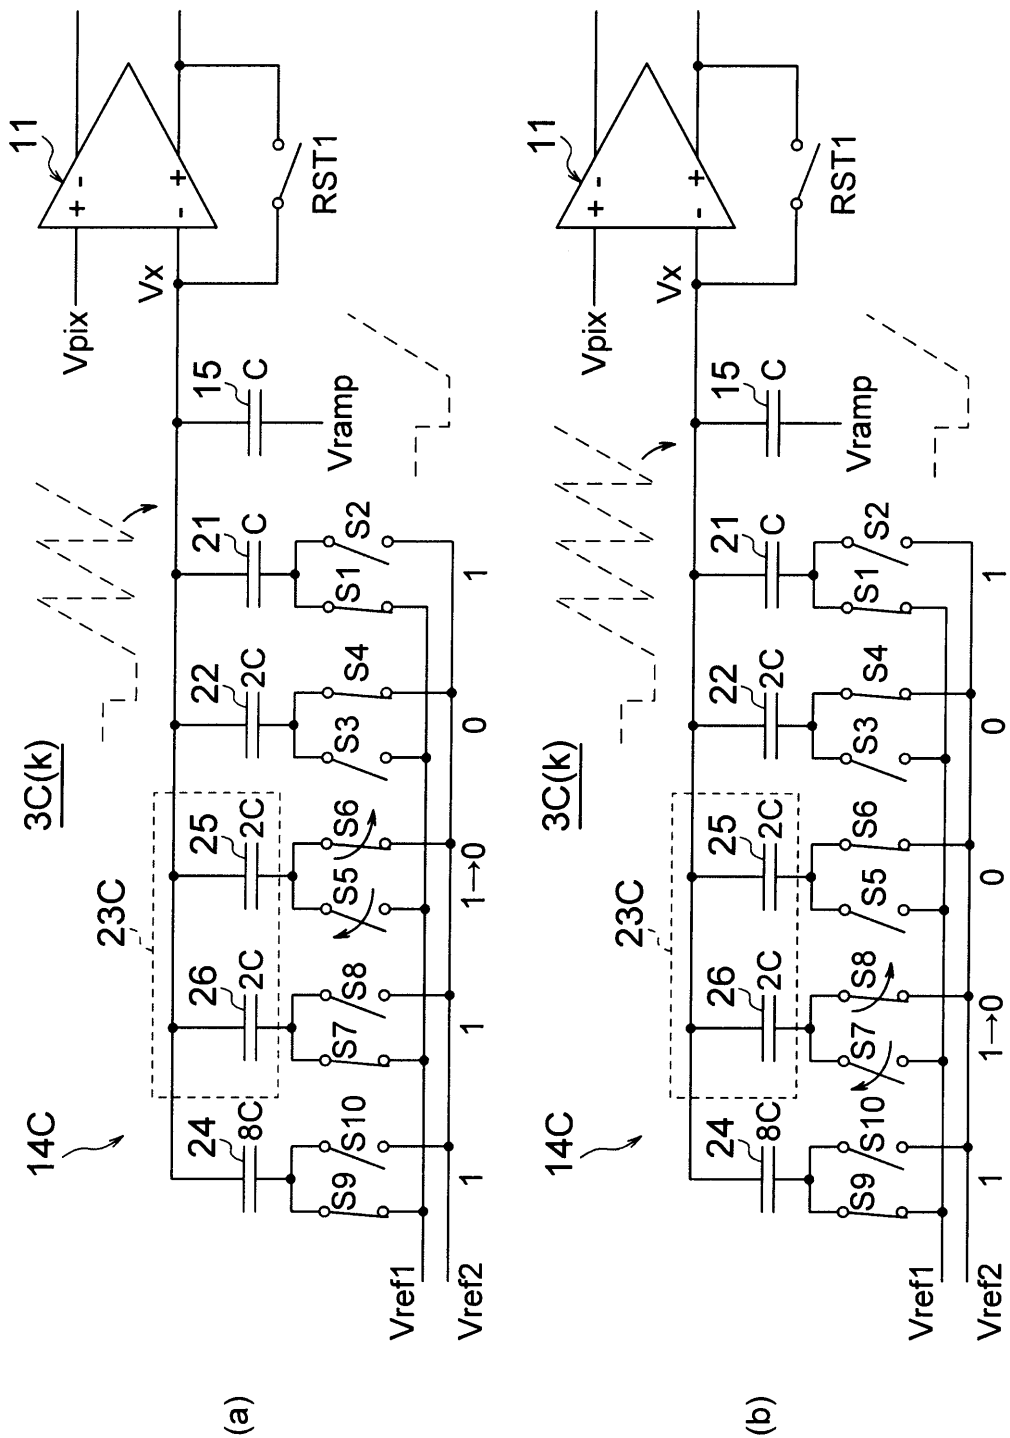 (a)
14C
3C(k)
11
23C
24
26
25
22
21
15
8C
2C
2C
2C
C
C
Vx
Vpix
+
-
-
+
RST1
Vramp
S9
S10
S7
S8
S5
S6
S3
S4
S1
S2
Vref1
Vref2
1
1
1→0
0
1
(b)
14C
3C(k)
11
23C
24
26
25
22
21
15
8C
2C
2C
2C
C
C
Vx
Vpix
+
-
-
+
RST1
Vramp
S9
S10
S7
S8
S5
S6
S3
S4
S1
S2
Vref1
Vref2
1
1→0
0
0
1